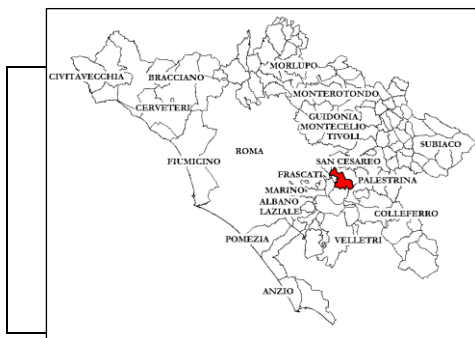 MORLUPO
CIVITAVECCHIA
BRACCIANO
MONTEROTONDO
CERVETERI
GUIDONIA
MONTECELIO
TIVOLI
SUBIACO
ROMA
FIUMICINO
SAN CESAREO
FRASCATI
PALESTRINA
MARINO
ALBANO
LAZIALE
COLLEFERRO
POMEZIA
VELLETRI
ANZIO